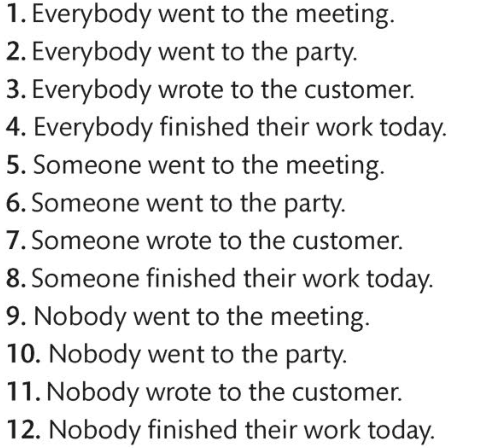 1. Everybody went to the meeting.
2. Everybody went to the party.
3. Everybody wrote to the customer.
4. Everybody finished their work today.
5. Someone went to the meeting.
6. Someone went to the party.
7. Someone wrote to the customer.
8. Someone finished their work today.
9. Nobody went to the meeting.
10. Nobody went to the party.
11. Nobody wrote to the customer.
12. Nobody finished their work today.